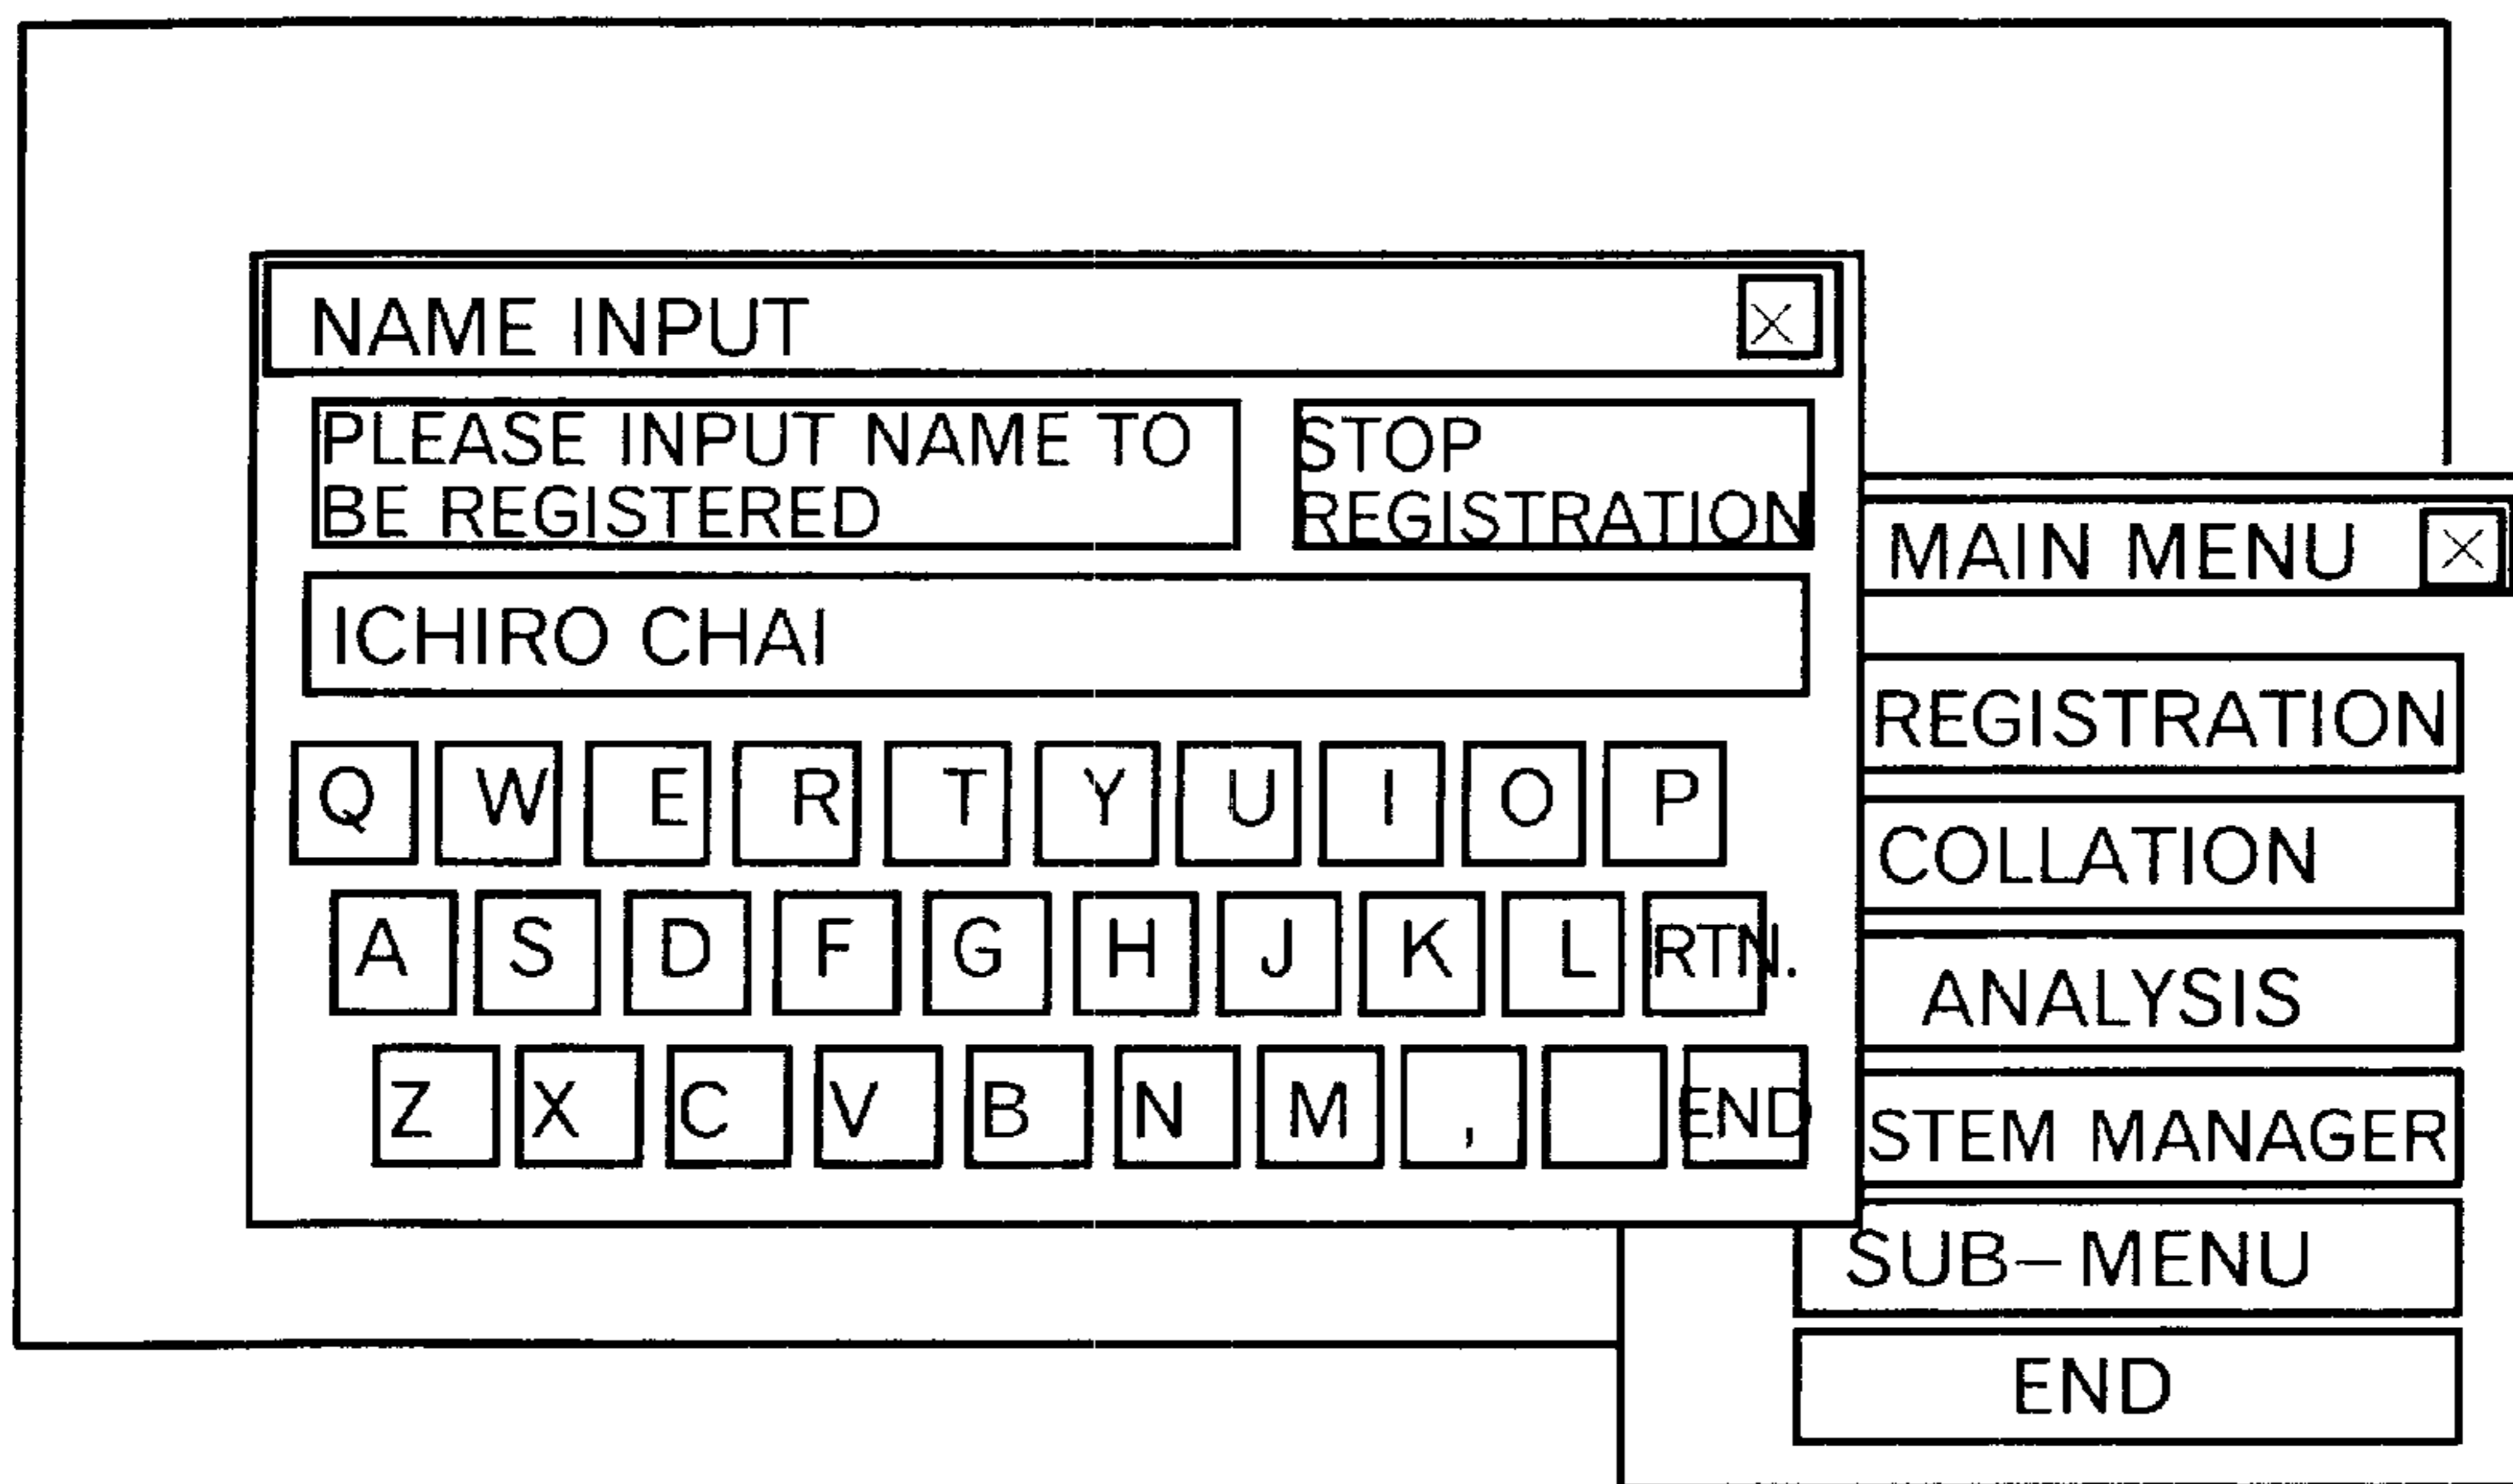 NAME INPUT X
PLEASE INPUT NAME TO
BE REGISTERED
STOP
REGISTRATION
ICHIRO CHAI
Q W E R T Y U I O P
A S D F G H J K L RTN.
Z X C V B N M , END
MAIN MENU X
REGISTRATION
COLLATION
ANALYSIS
STEM MANAGER
SUB-MENU
END